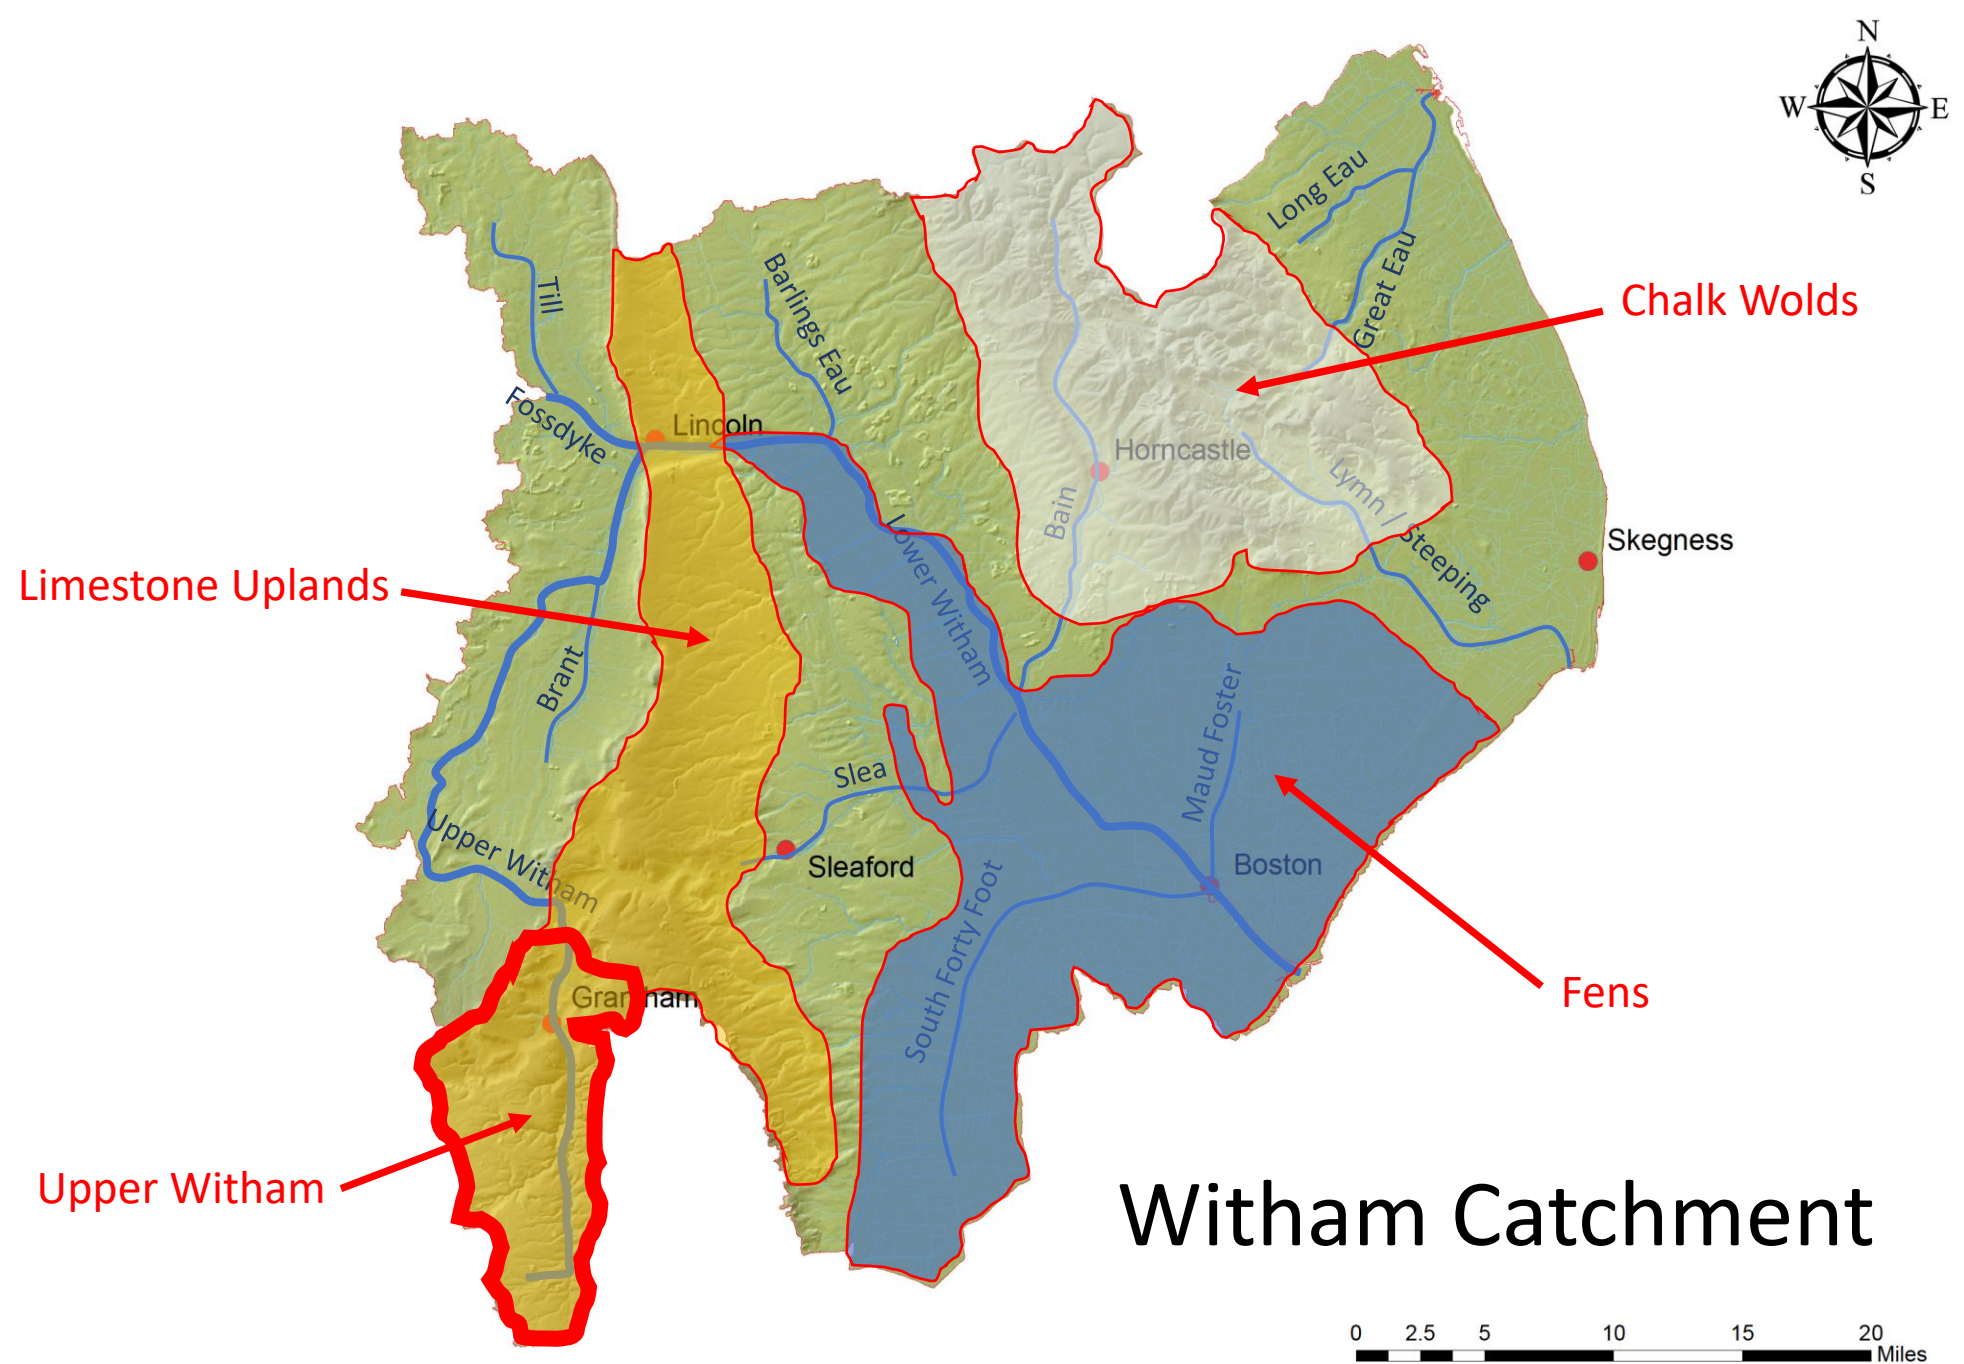 N
W
E
S
Long Eau
Till
Barlings Eau
Great Eau
Chalk Wolds
Fossdyke
Lincoln
Horncastle
Lymn / Steeping
Bain
Lower Witham
Skegness
Limestone Uplands
Brant
Maud Foster
Slea
Upper Witham
Sleaford
Boston
South Forty Foot
Grantham
Fens
Upper Witham
Witham Catchment
0 2.5 5 10 15 20
Miles